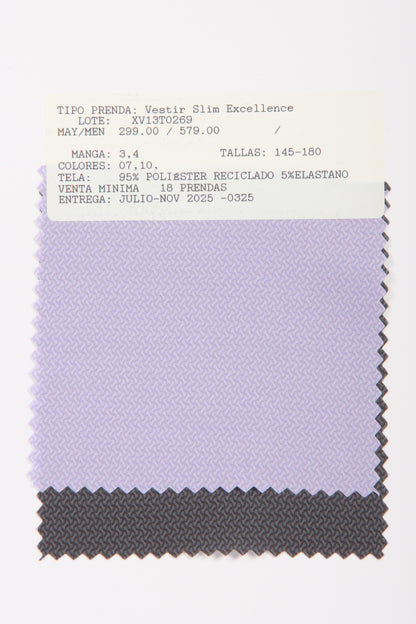 TIPO PRENDA: Vestir Slim Excellence
LOTE: XV13T0269
MAY/MEN 299.00 / 579.00 /
MANGA: 3,4 TALLAS: 145-180
COLORES: 07,10,
TELA: 95% POLIéSTER RECICLADO 5%ELASTANO
VENTA MINIMA 18 PRENDAS
ENTREGA: JULIO-NOV 2025 -0325